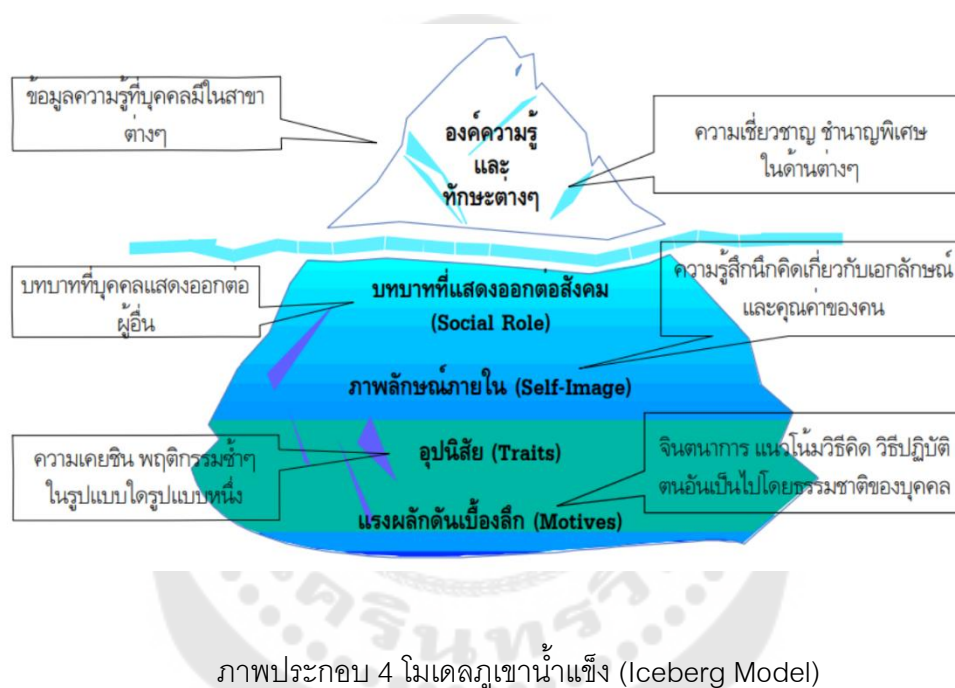 ข้อมูลความรู้ที่บุคคลมีในสาขา
ต่างๆ
องค์ความรู้
และ
ทักษะต่างๆ
ความเชี่ยวชาญ ชำนาญพิเศษ
ในด้านต่างๆ
บทบาทที่บุคคลแสดงออกต่อ
ผู้อื่น
บทบาทที่แสดงออกต่อสังคม
(Social Role)
ความรู้สึกนึกคิดเกี่ยวกับเอกลักษณ์
และคุณค่าของคน
ภาพลักษณ์ภายใน (Self-Image)
ความเคยชิน พฤติกรรมซ้ำๆ
ในรูปแบบใดรูปแบบหนึ่ง
อุปนิสัย (Traits)
จินตนาการ แนวโน้มวิธีคิด วิธีปฏิบัติ
ตนอันเป็นไปโดยธรรมชาติของบุคคล
แรงผลักดันเบื้องลึก (Motives)
ภาพประกอบ 4 โมเดลภูเขาน้ำแข็ง (Iceberg Model)